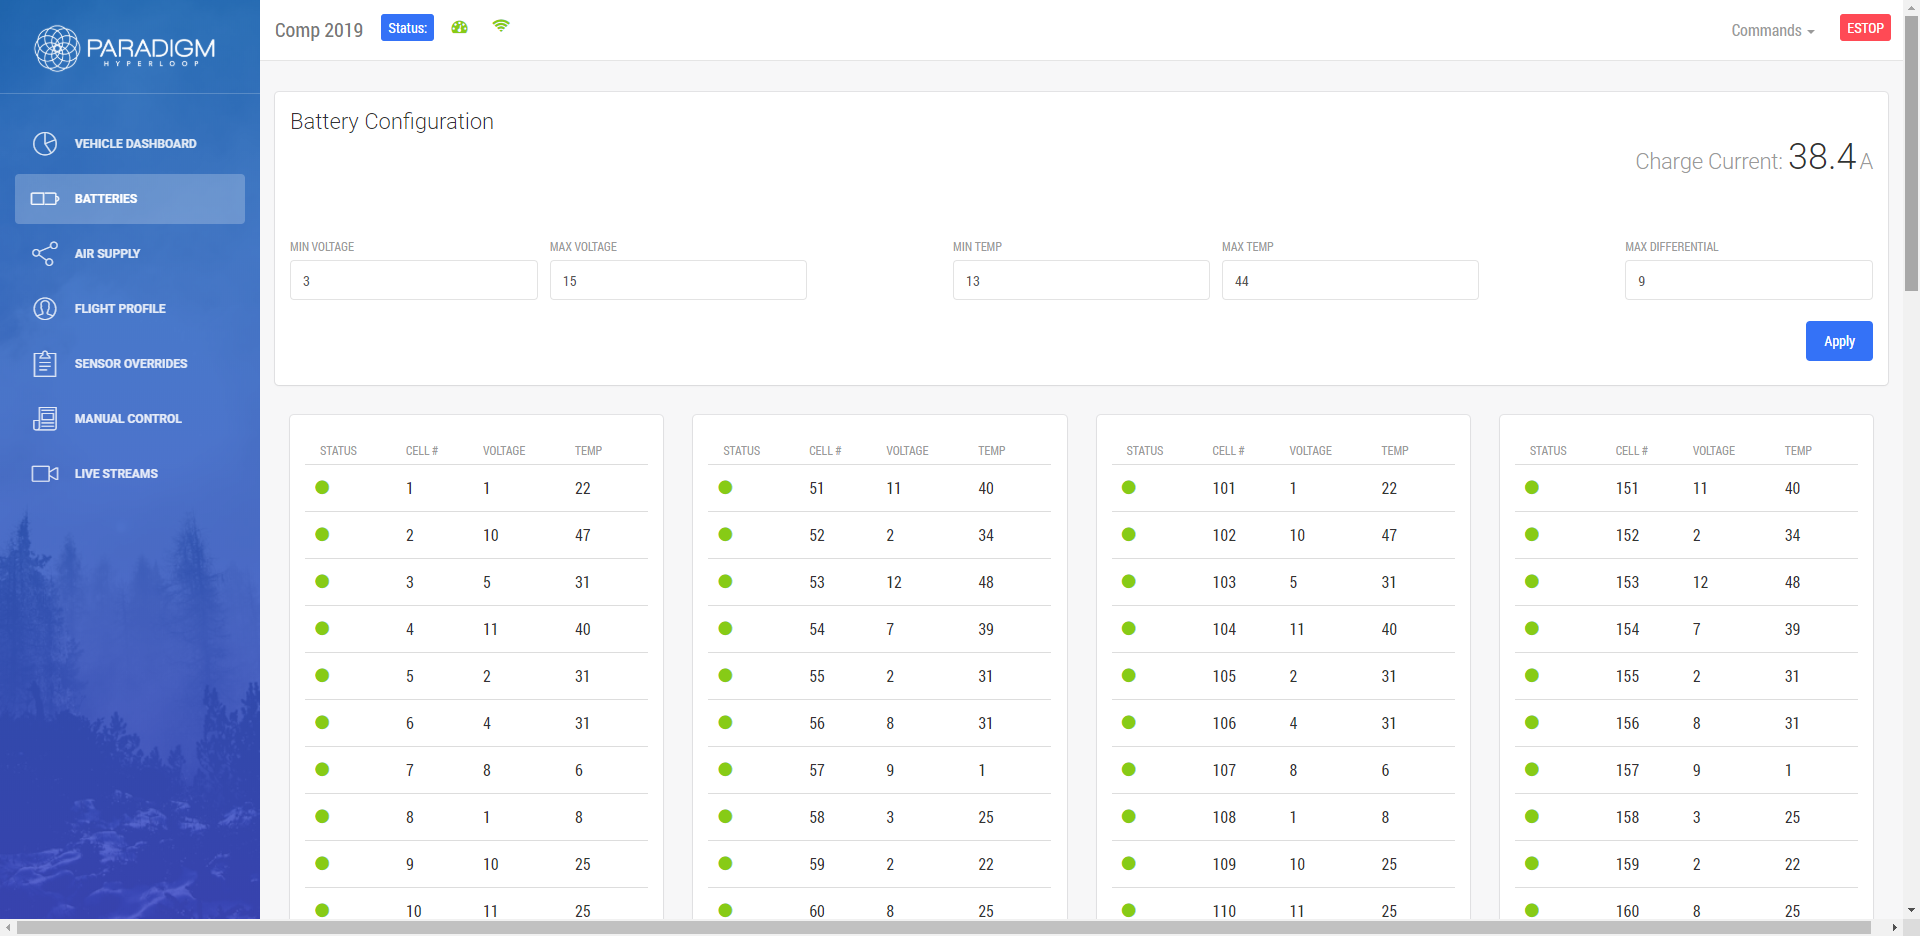 PARADIGM
HYPERLOOP
Comp 2019 Status: Commands ESTOP
VEHICLE DASHBOARD
BATTERIES
AIR SUPPLY
FLIGHT PROFILE
SENSOR OVERRIDES
MANUAL CONTROL
LIVE STREAMS
Battery Configuration
Charge Current: 38.4 A
MIN VOLTAGE MAX VOLTAGE MIN TEMP MAX TEMP MAX DIFFERENTIAL
3 15 13 44 9
Apply
STATUS CELL # VOLTAGE TEMP STATUS CELL # VOLTAGE TEMP STATUS CELL # VOLTAGE TEMP STATUS CELL # VOLTAGE TEMP
1 1 22 51 11 40 101 1 22 151 11 40
2 10 47 52 2 34 102 10 47 152 2 34
3 5 31 53 12 48 103 5 31 153 12 48
4 11 40 54 7 39 104 11 40 154 7 39
5 2 31 55 2 31 105 2 31 155 2 31
6 4 31 56 8 31 106 4 31 156 8 31
7 8 6 57 9 1 107 8 6 157 9 1
8 1 8 58 3 25 108 1 8 158 3 25
9 10 25 59 2 22 109 10 25 159 2 22
10 11 25 60 8 25 110 11 25 160 8 25